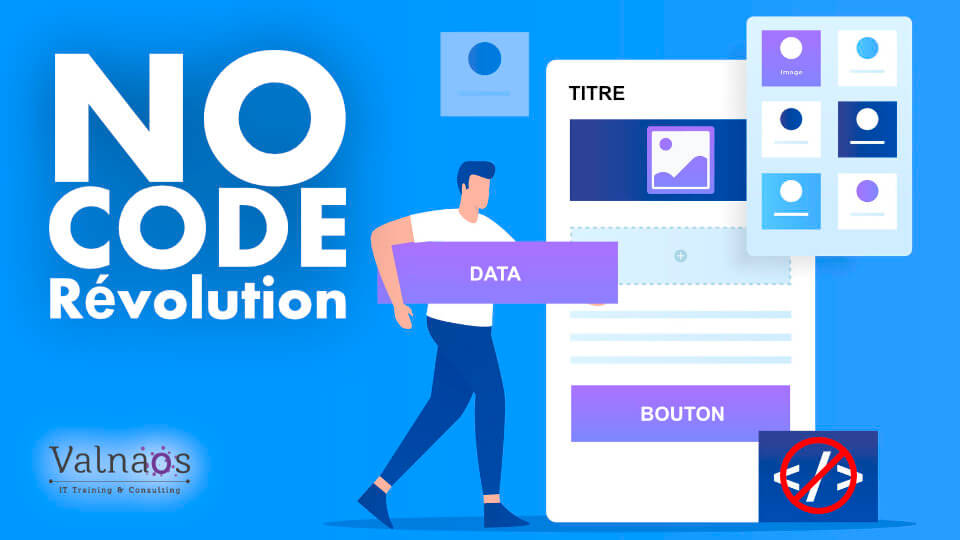 NO
CODE
Révolution
TITRE
Image
DATA
BOUTON
</>
Valnaos
IT Training & Consulting